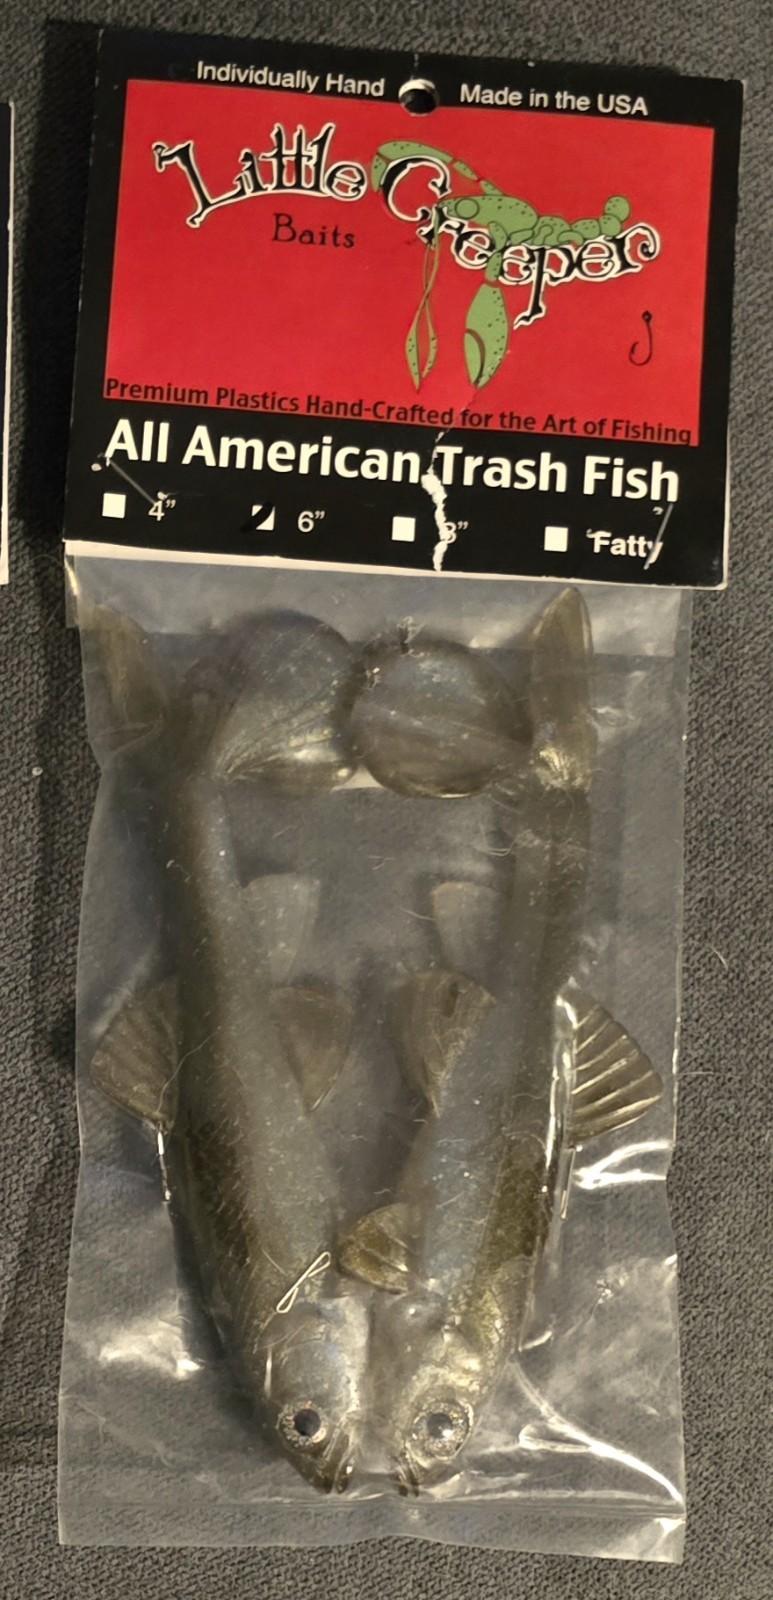 Individually Hand Made in the USA
Little Creeper
Baits
Premium Plastics Hand-Crafted for the Art of Fishing
All American Trash Fish
4” 6” 8” Fatty